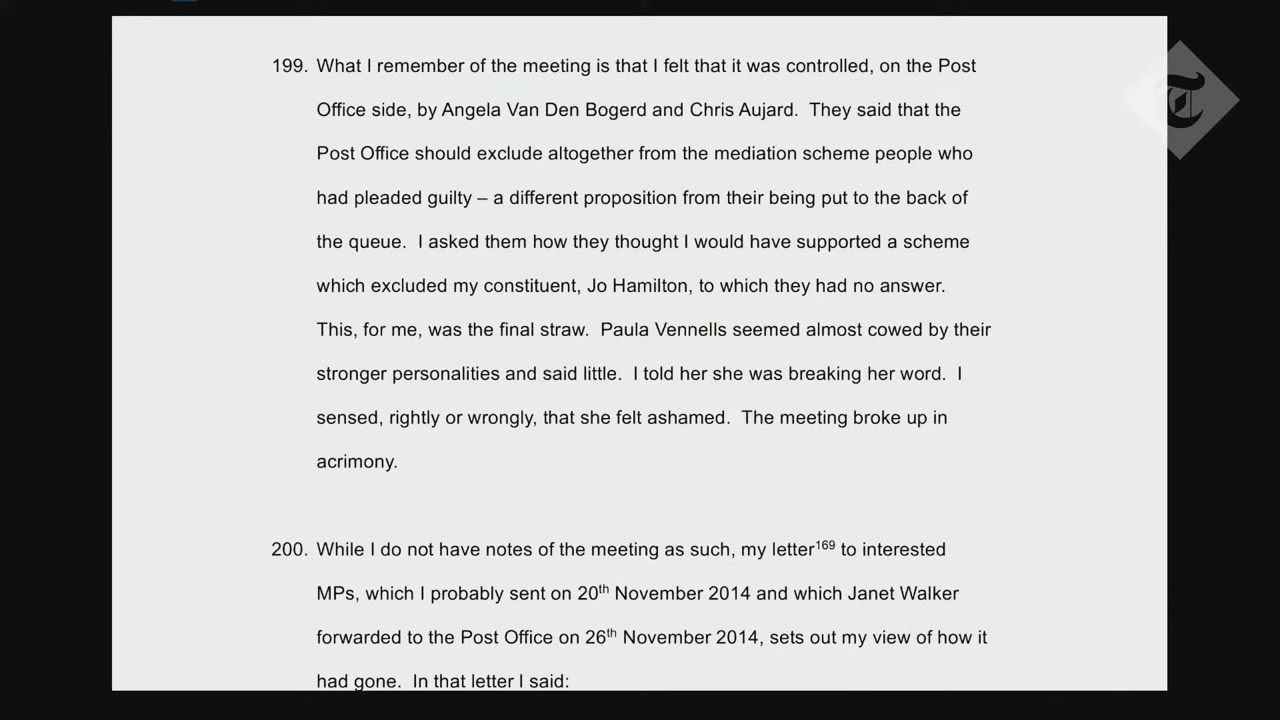 199. What I remember of the meeting is that I felt that it was controlled, on the Post
Office side, by Angela Van Den Bogerd and Chris Aujard. They said that the
Post Office should exclude altogether from the mediation scheme people who
had pleaded guilty – a different proposition from their being put to the back of
the queue. I asked them how they thought I would have supported a scheme
which excluded my constituent, Jo Hamilton, to which they had no answer.
This, for me, was the final straw. Paula Vennells seemed almost cowed by their
stronger personalities and said little. I told her she was breaking her word. I
sensed, rightly or wrongly, that she felt ashamed. The meeting broke up in
acrimony.
200. While I do not have notes of the meeting as such, my letter169 to interested
MPs, which I probably sent on 20th November 2014 and which Janet Walker
forwarded to the Post Office on 26th November 2014, sets out my view of how it
had gone. In that letter I said:
T